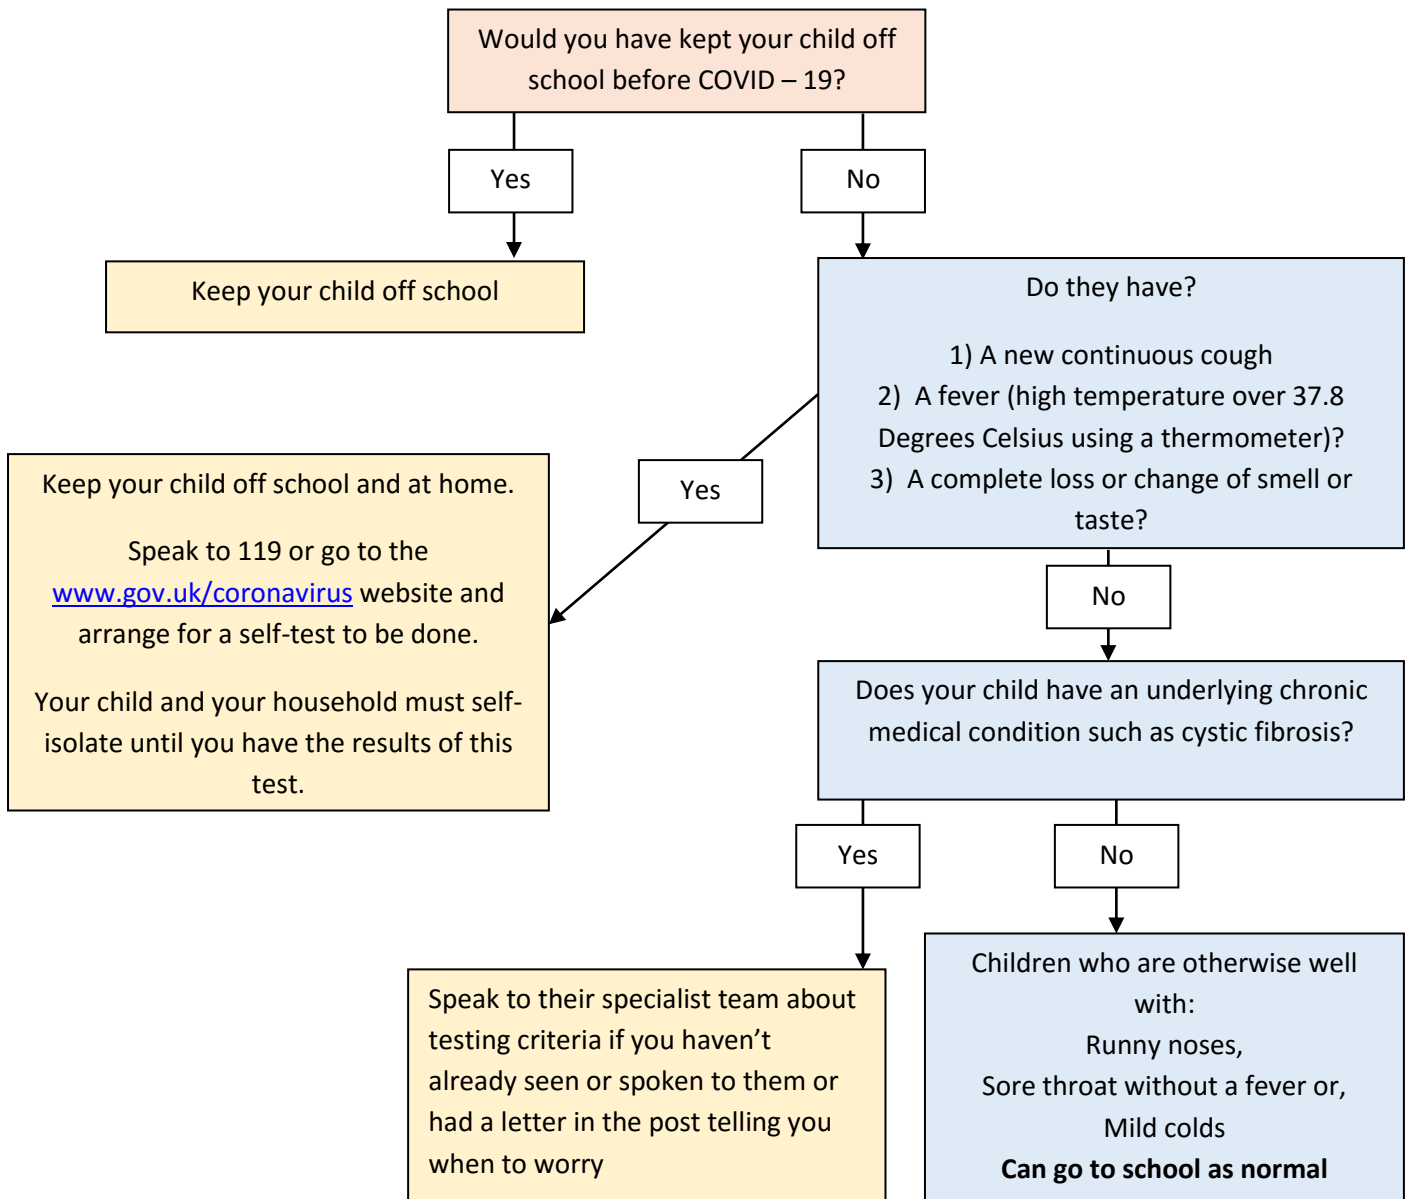 Would you have kept your child off
school before COVID – 19?
Yes
No
Keep your child off school
Do they have?
1) A new continuous cough
2) A fever (high temperature over 37.8
Degrees Celsius using a thermometer)?
3) A complete loss or change of smell or
taste?
Yes
Keep your child off school and at home.
Speak to 119 or go to the
www.gov.uk/coronavirus website and
arrange for a self-test to be done.
Your child and your household must self-
isolate until you have the results of this
test.
No
Does your child have an underlying chronic
medical condition such as cystic fibrosis?
Yes
No
Speak to their specialist team about
testing criteria if you haven’t
already seen or spoken to them or
had a letter in the post telling you
when to worry
Children who are otherwise well
with:
Runny noses,
Sore throat without a fever or,
Mild colds
Can go to school as normal